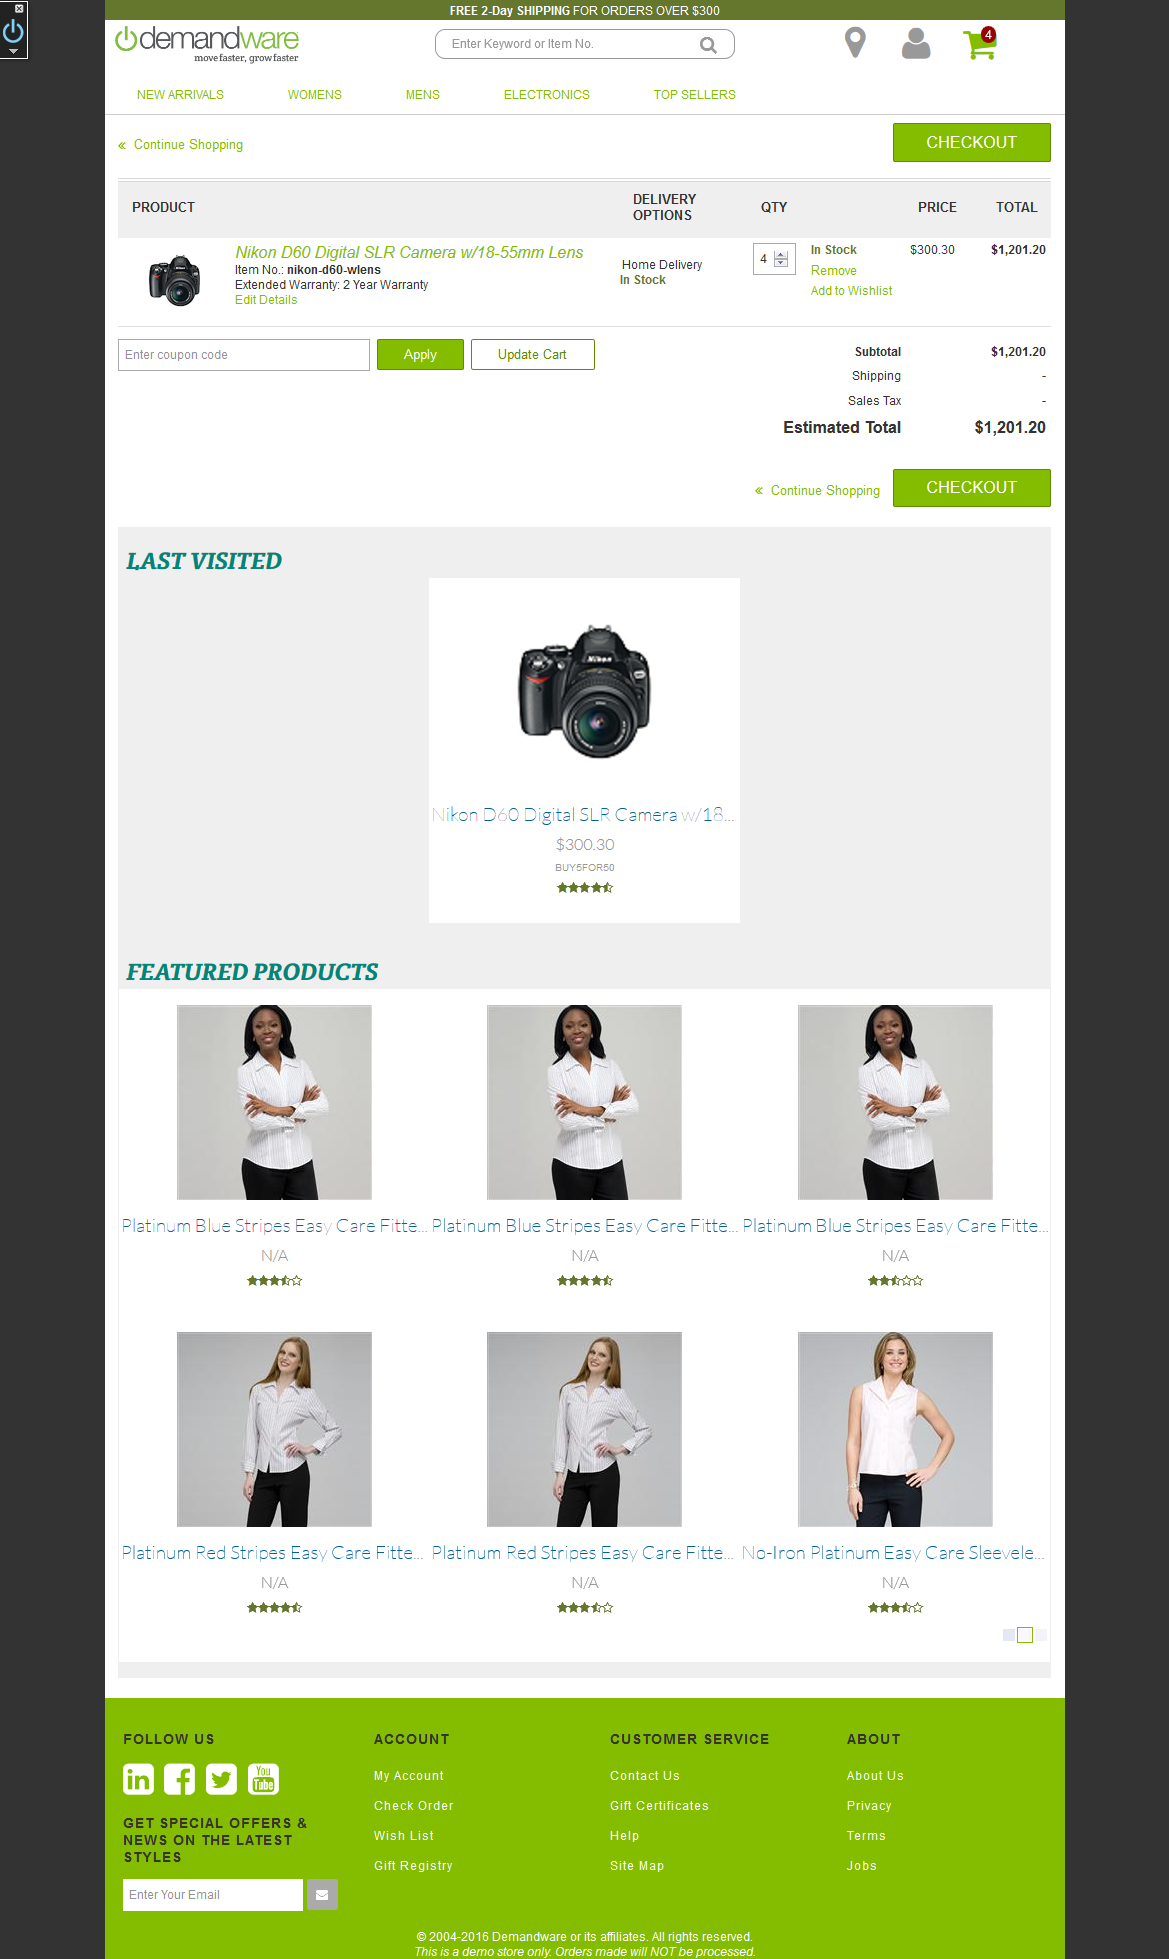 FREE 2-Day SHIPPING FOR ORDERS OVER $300
demandware
move faster, grow faster
Enter Keyword or Item No.
4
NEW ARRIVALS WOMENS MENS ELECTRONICS TOP SELLERS
« Continue Shopping CHECKOUT
PRODUCT DELIVERY OPTIONS QTY PRICE TOTAL
Nikon D60 Digital SLR Camera w/18-55mm Lens
Item No.: nikon-d60-wlens
Extended Warranty: 2 Year Warranty
Edit Details
Home Delivery
In Stock
4
In Stock
Remove
Add to Wishlist
$300.30 $1,201.20
Enter coupon code Apply Update Cart
Subtotal $1,201.20
Shipping -
Sales Tax -
Estimated Total $1,201.20
« Continue Shopping CHECKOUT
LAST VISITED
Nikon
Nikon D60 Digital SLR Camera w/18...
$300.30
BUY5FOR50
FEATURED PRODUCTS
Platinum Blue Stripes Easy Care Fitte... Platinum Blue Stripes Easy Care Fitte... Platinum Blue Stripes Easy Care Fitte...
N/A N/A N/A
Platinum Red Stripes Easy Care Fitte... Platinum Red Stripes Easy Care Fitte... No-Iron Platinum Easy Care Sleevele...
N/A N/A N/A
FOLLOW US
in f You Tube
GET SPECIAL OFFERS &
NEWS ON THE LATEST
STYLES
Enter Your Email
ACCOUNT
My Account
Check Order
Wish List
Gift Registry
CUSTOMER SERVICE
Contact Us
Gift Certificates
Help
Site Map
ABOUT
About Us
Privacy
Terms
Jobs
© 2004-2016 Demandware or its affiliates. All rights reserved.
This is a demo store only. Orders made will NOT be processed.